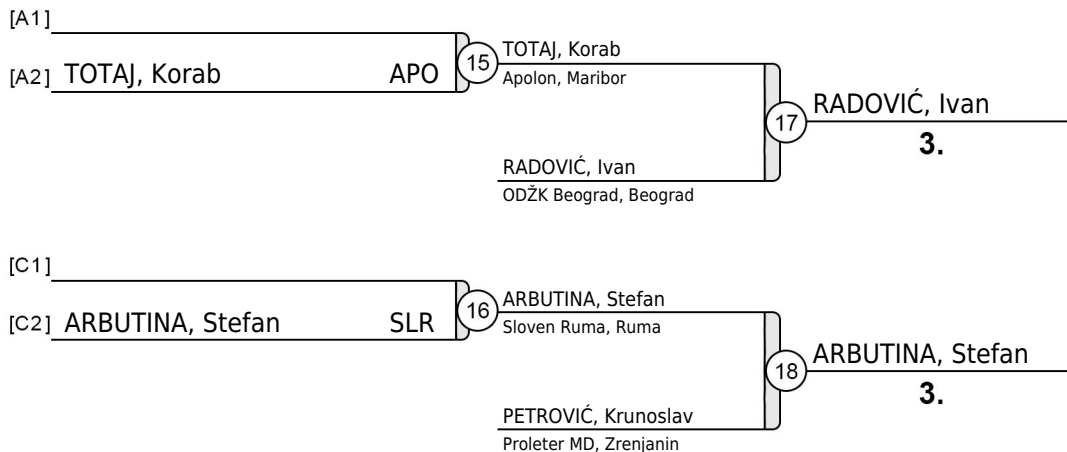 [A1]
[A2] TOTAJ, Korab APO
15
TOTAJ, Korab
Apolon, Maribor
RADOVIĆ, Ivan
ODŽK Beograd, Beograd
17
RADOVIĆ, Ivan
3.
[C1]
[C2] ARBUTINA, Stefan SLR
16
ARBUTINA, Stefan
Sloven Ruma, Ruma
PETROVIĆ, Krunoslav
Proleter MD, Zrenjanin
18
ARBUTINA, Stefan
3.